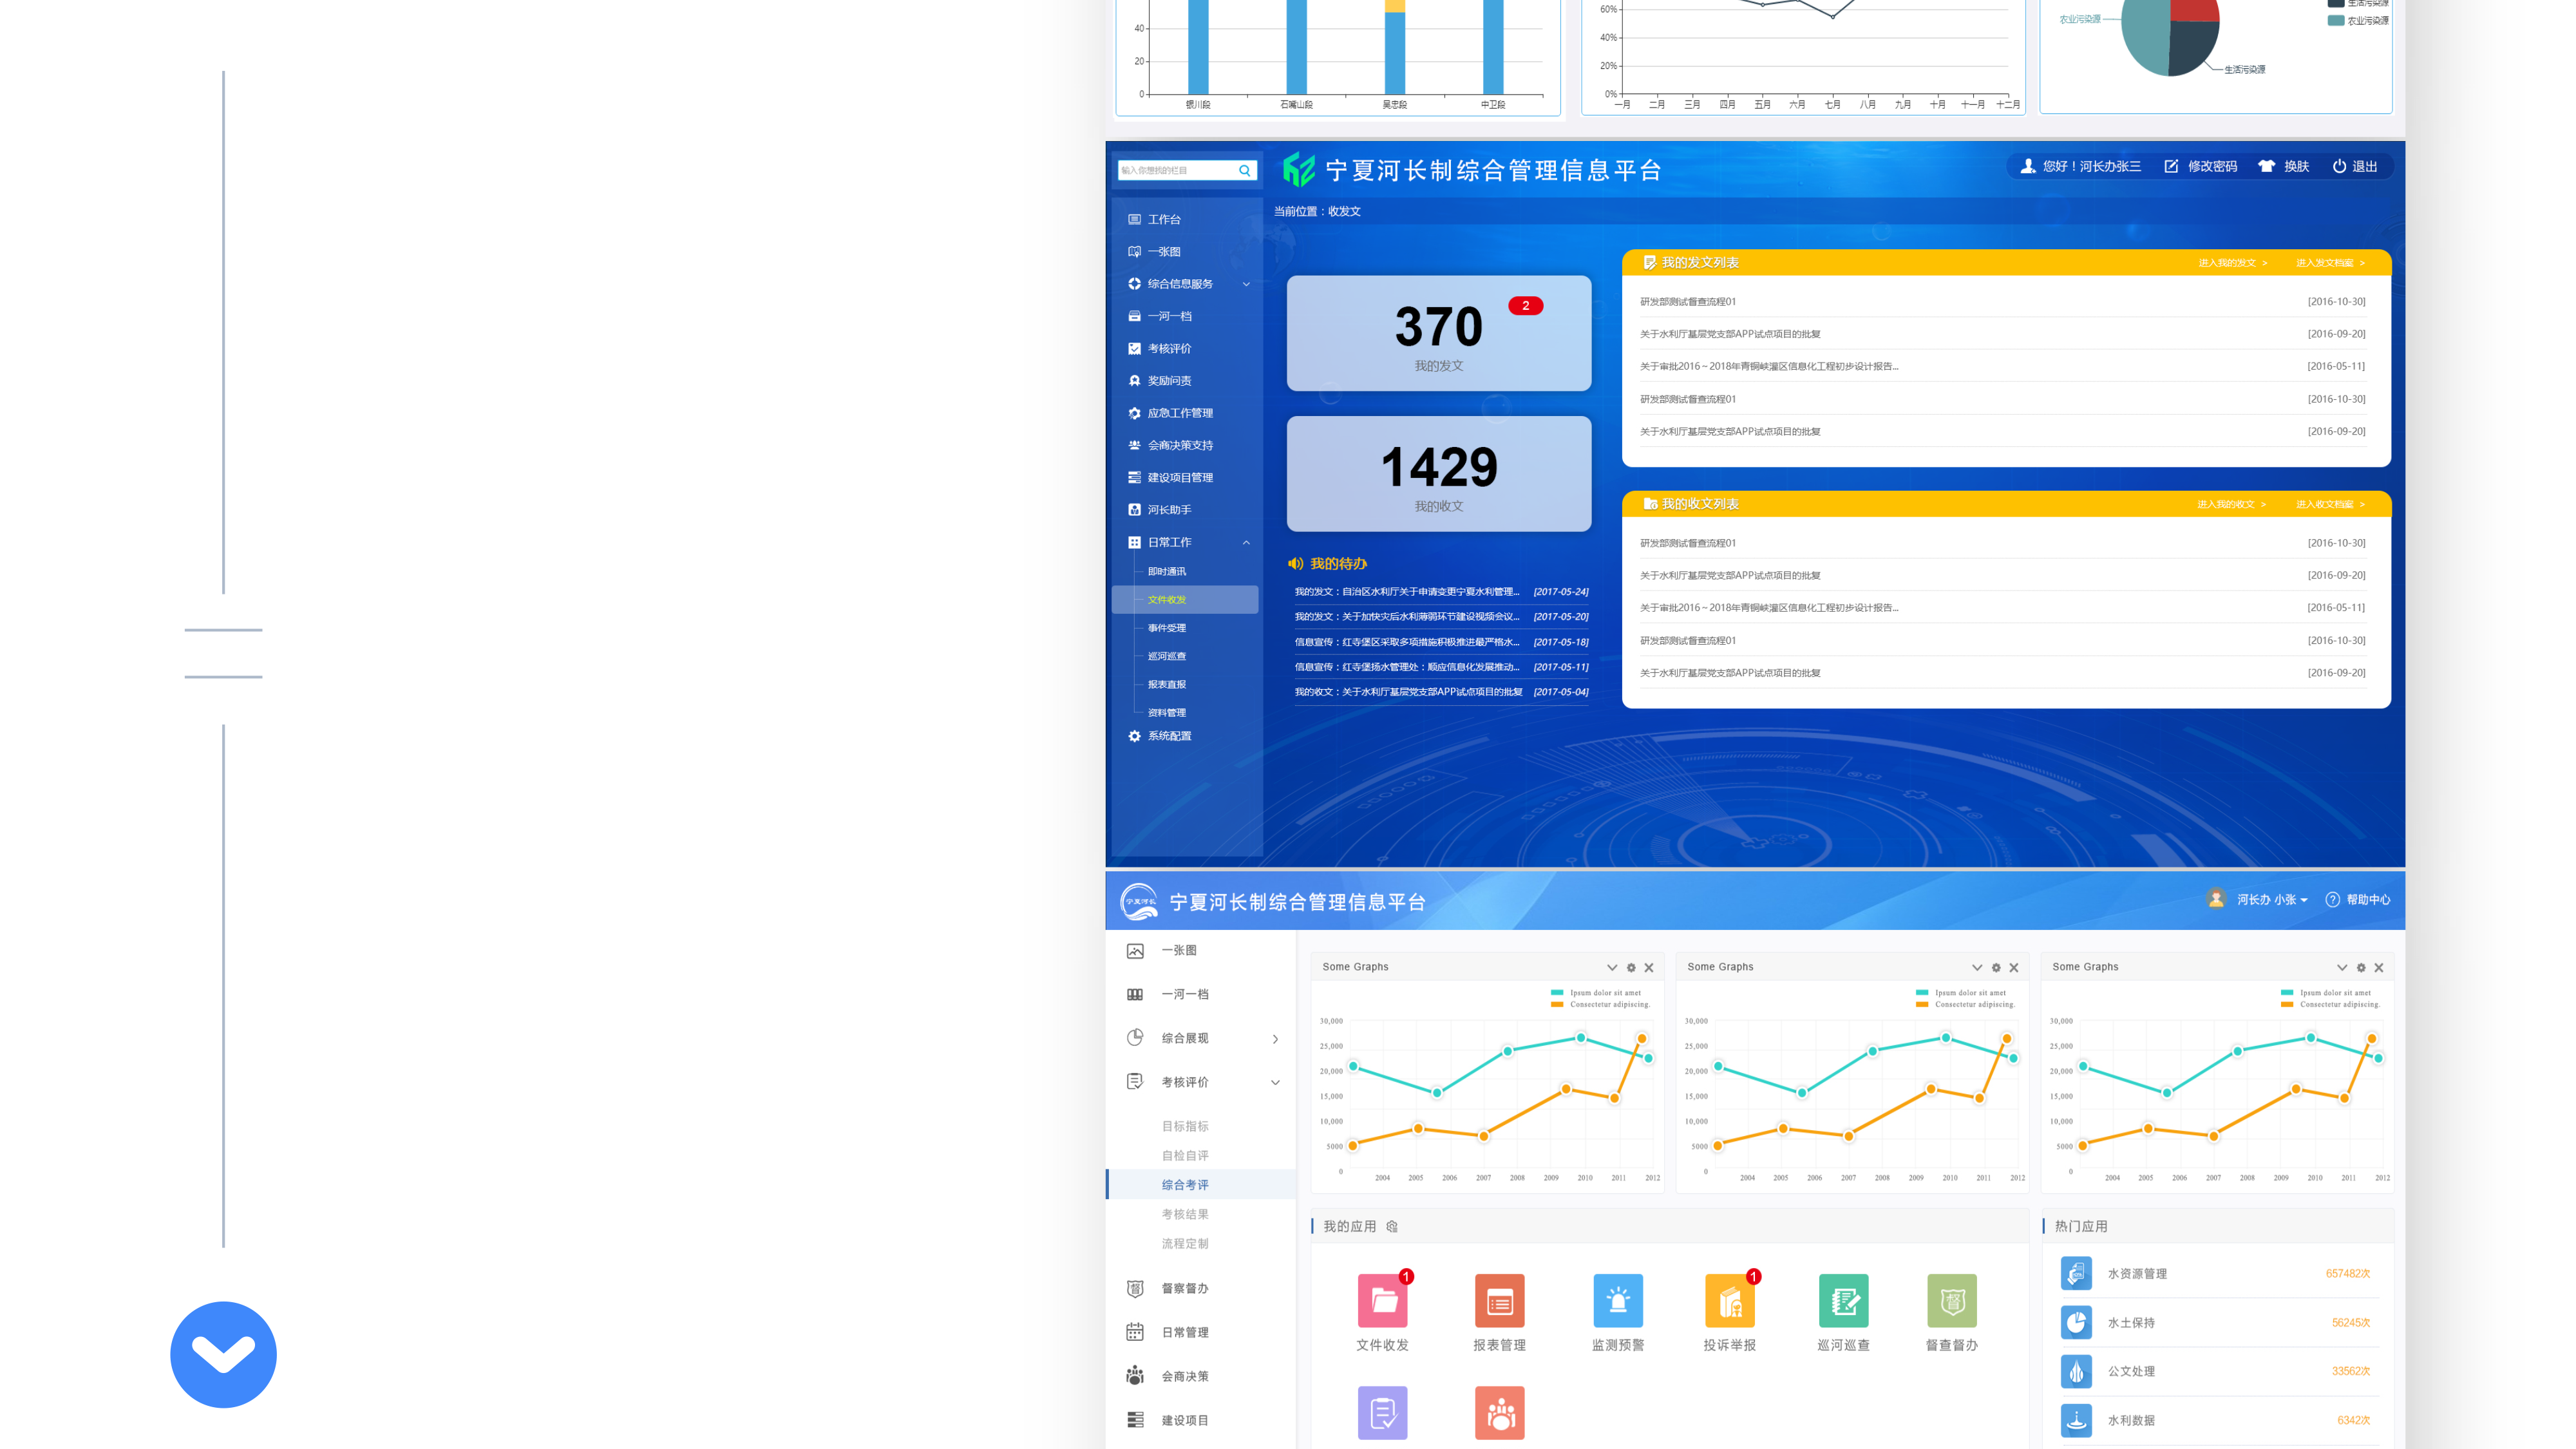 40
20
0
银川段
石嘴山段
吴忠段
中卫段
60%
40%
20%
0%
一月 二月 三月 四月 五月 六月 七月 八月 九月 十月 十一月 十二月
农业污染源
生活污染源
生活污染源
农业污染源
输入你想找的栏目
宁夏河长制综合管理信息平台
您好！河长办张三
修改密码
换肤
退出
当前位置：收发文
工作台
一张图
综合信息服务
一河一档
考核评价
奖励问责
应急工作管理
会商决策支持
建设项目管理
河长助手
日常工作
即时通讯
文件收发
事件受理
巡河巡查
报表直报
资料管理
系统配置
370
2
我的发文
1429
我的收文
我的待办
我的发文：自治区水利厅关于申请变更宁夏水利管理... [2017-05-24]
我的发文：关于加快灾后水利薄弱环节建设视频会议... [2017-05-20]
信息宣传：红寺堡区采取多项措施积极推进最严格水... [2017-05-18]
信息宣传：红寺堡扬水管理处：顺应信息化发展推动... [2017-05-11]
我的收文：关于水利厅基层党支部APP试点项目的批复 [2017-05-04]
我的发文列表
进入我的发文 >
进入发文档案 >
研发部测试督查流程01 [2016-10-30]
关于水利厅基层党支部APP试点项目的批复 [2016-09-20]
关于审批2016～2018年青铜峡灌区信息化工程初步设计报告... [2016-05-11]
研发部测试督查流程01 [2016-10-30]
关于水利厅基层党支部APP试点项目的批复 [2016-09-20]
我的收文列表
进入我的收文 >
进入收文档案 >
研发部测试督查流程01 [2016-10-30]
关于水利厅基层党支部APP试点项目的批复 [2016-09-20]
关于审批2016～2018年青铜峡灌区信息化工程初步设计报告... [2016-05-11]
研发部测试督查流程01 [2016-10-30]
关于水利厅基层党支部APP试点项目的批复 [2016-09-20]
宁夏河长
宁夏河长制综合管理信息平台
河长办 小张
帮助中心
一张图
一河一档
综合展现
考核评价
目标指标
自检自评
综合考评
考核结果
流程定制
督察督办
日常管理
会商决策
建设项目
Some Graphs
Ipsum dolor sit amet
Consectetur adipiscing.
30,000
25,000
20,000
15,000
10,000
5000
0
2004 2005 2006 2007 2008 2009 2010 2011 2012
Some Graphs
Ipsum dolor sit amet
Consectetur adipiscing.
30,000
25,000
20,000
15,000
10,000
5000
0
2004 2005 2006 2007 2008 2009 2010 2011 2012
Some Graphs
Ipsum dolor sit amet
Consectetur adipiscing.
30,000
25,000
20,000
15,000
10,000
5000
0
2004 2005 2006 2007 2008 2009 2010 2011 2012
我的应用
1
文件收发
报表管理
监测预警
1
投诉举报
巡河巡查
督
督查督办
热门应用
水资源管理 657482次
水土保持 56245次
公文处理 33562次
水利数据 6342次